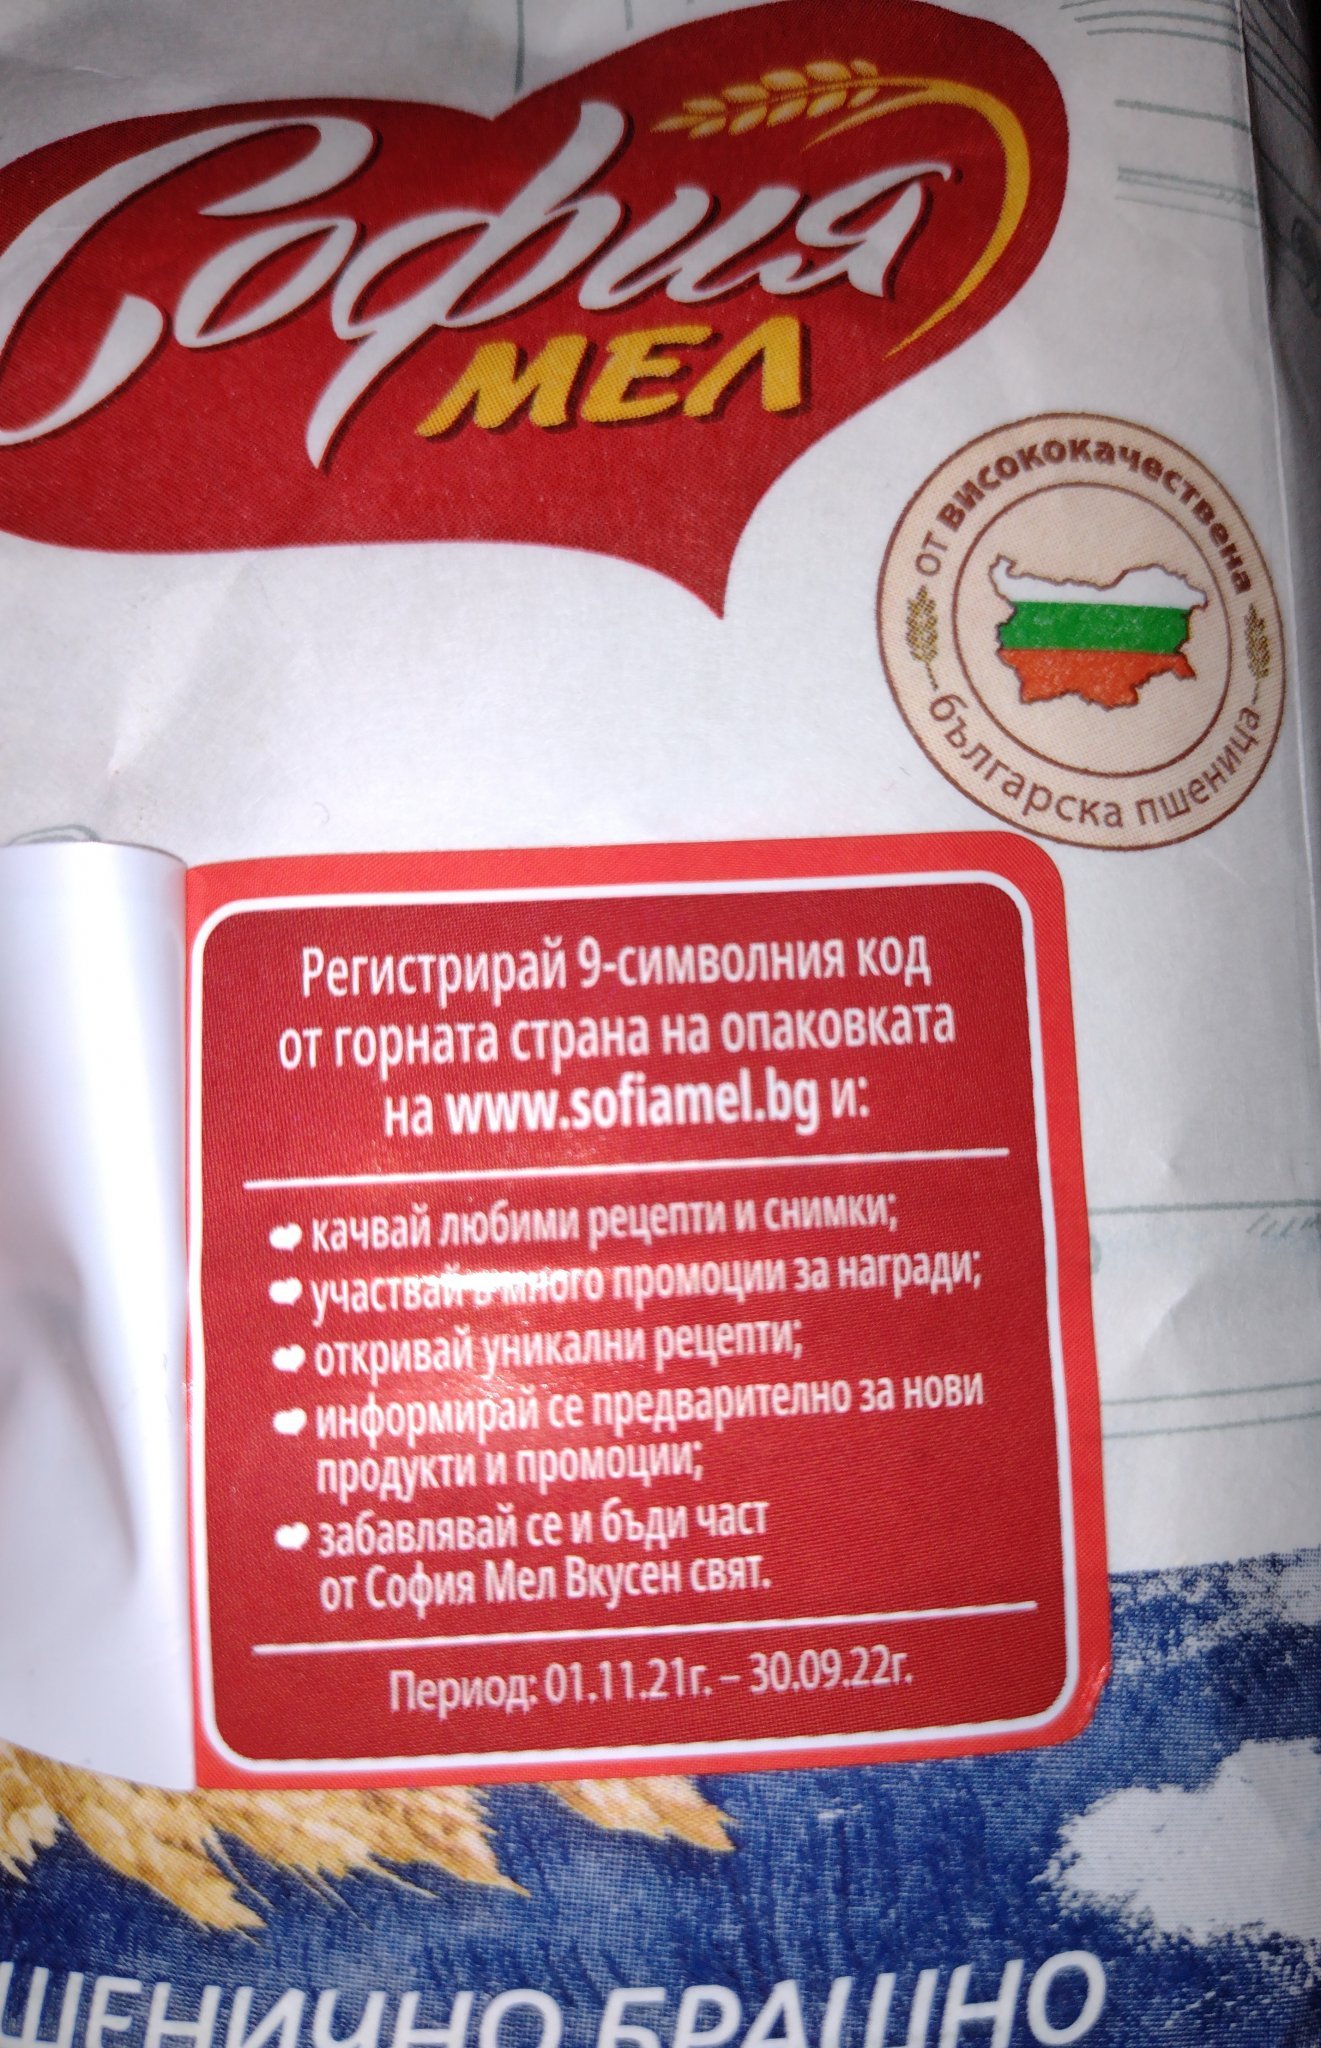 София
МЕЛ
от висококачествена
българска пшеница
Регистрирай 9-символния код
от горната страна на опаковката
на www.sofiamel.bg и:
качвай любими рецепти и снимки;
участвай в много промоции за награди;
откривай уникални рецепти;
информирай се предварително за нови
продукти и промоции;
забавлявай се и бъди част
от София Мел Вкусен свят.
Период: 01.11.21г. – 30.09.22г.
ШЕНИЧНО БРАШНО